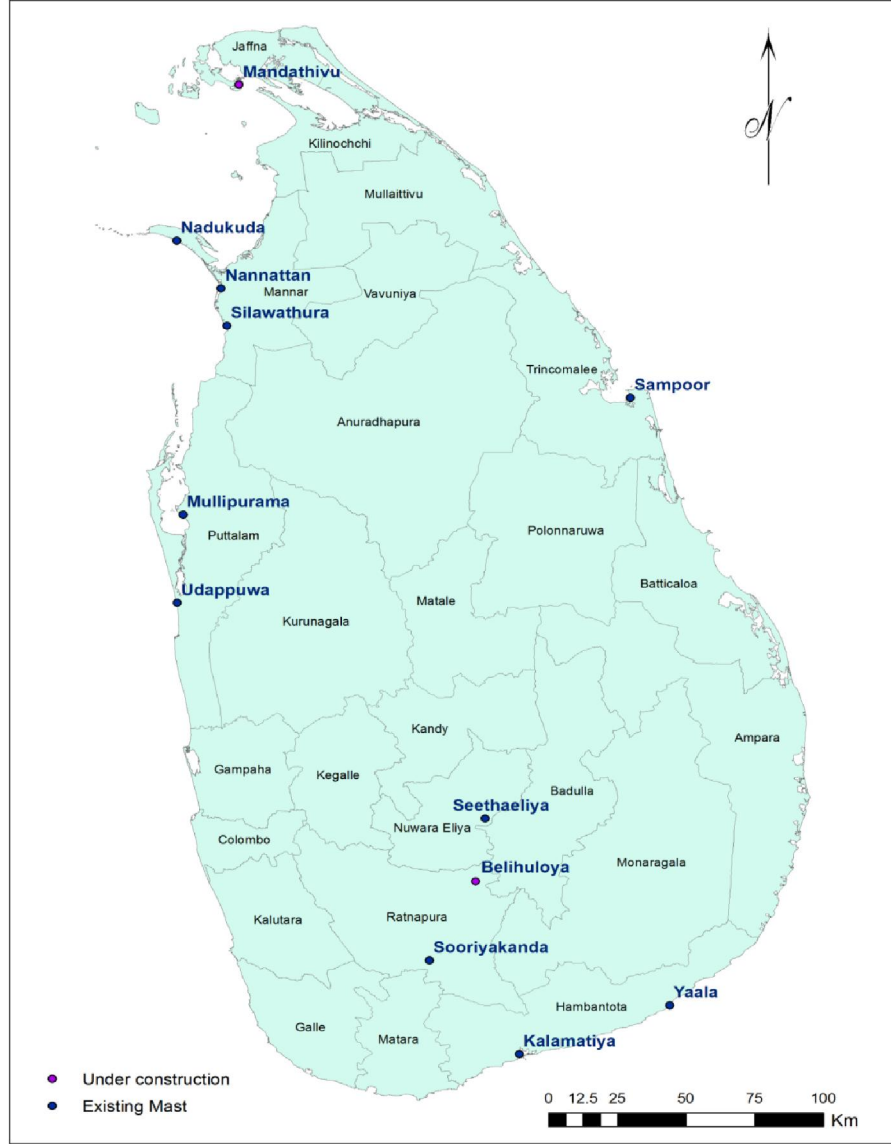 Jaffna
Mandathivu
N
Kilinochchi
Mullaittivu
Nadukuda
Nannattan
Mannar
Vavuniya
Silawathura
Trincomalee
Sampoor
Anuradhapura
Mullipurama
Puttalam
Polonnaruwa
Batticaloa
Udappuwa
Matale
Kurunagala
Kandy
Ampara
Gampaha
Kegalle
Badulla
Seethaeliya
Nuwara Eliya
Colombo
Monaragala
Belihuloya
Kalutara
Ratnapura
Sooriyakanda
Yaala
Hambantota
Galle
Matara
Kalamatiya
Under construction
Existing Mast
0 12.5 25 50 75 100
Km